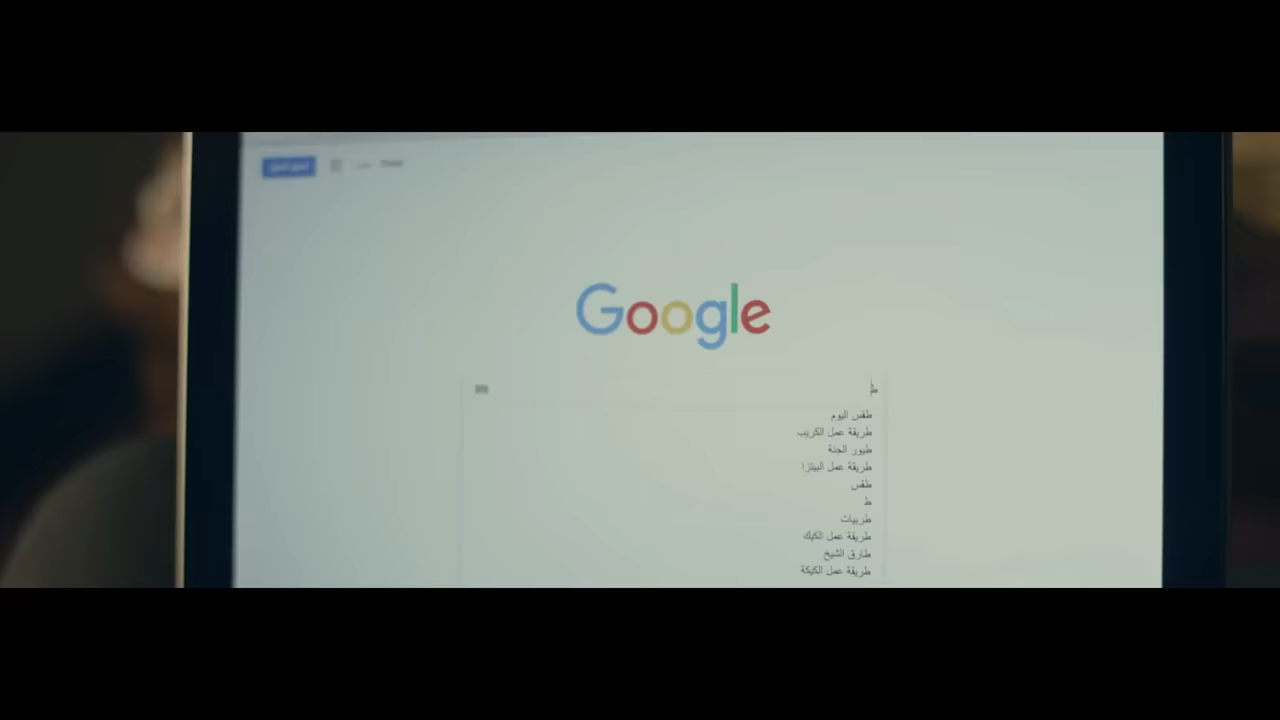 Google
ط
طقس اليوم
طريقة عمل الكريب
طيور الجنة
طريقة عمل البيتزا
طقس
ط
طربيات
طريقة عمل الكيك
طارق الشيخ
طريقة عمل الكيكة